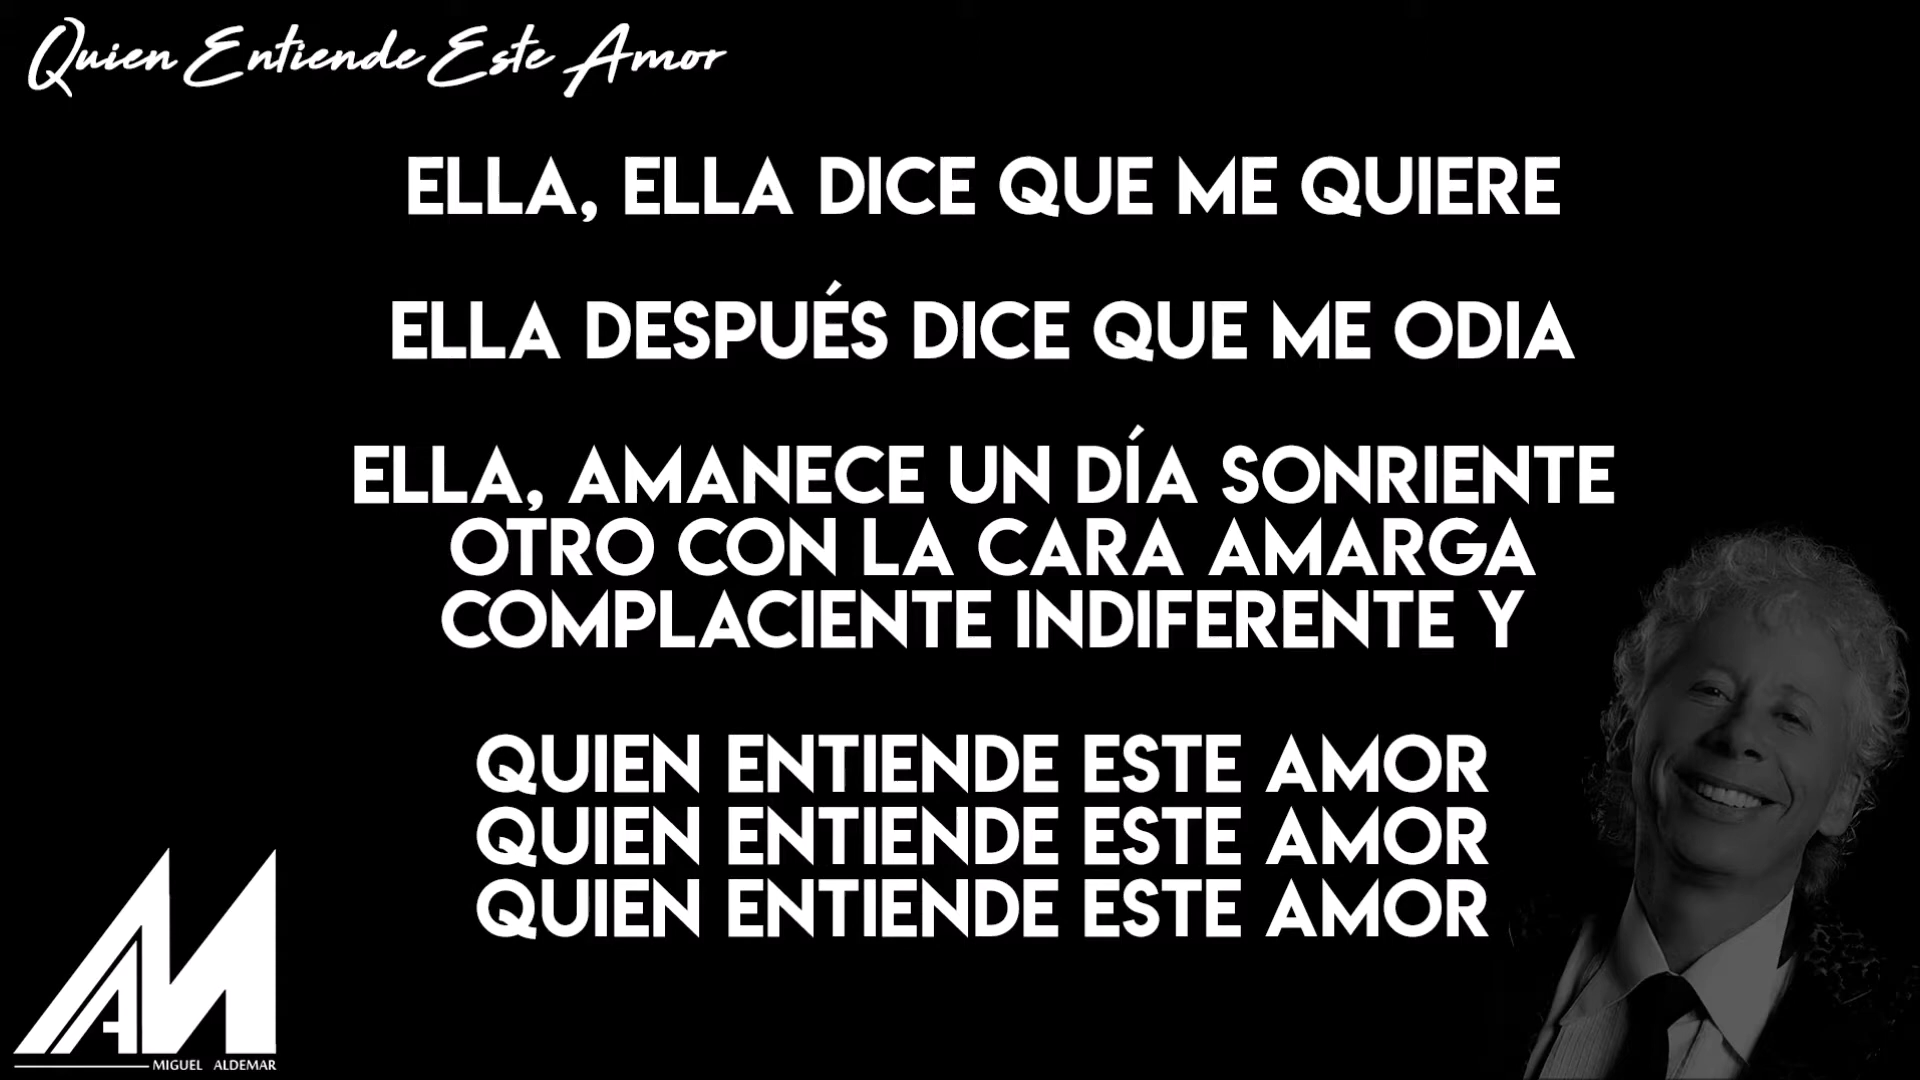 Quien Entiende Este Amor
ELLA, ELLA DICE QUE ME QUIERE
ELLA DESPUÉS DICE QUE ME ODIA
ELLA, AMANECE UN DÍA SONRIENTE
OTRO CON LA CARA AMARGA
COMPLACIENTE INDIFERENTE Y
QUIEN ENTIENDE ESTE AMOR
QUIEN ENTIENDE ESTE AMOR
QUIEN ENTIENDE ESTE AMOR
AM
MIGUEL ALDEMAR